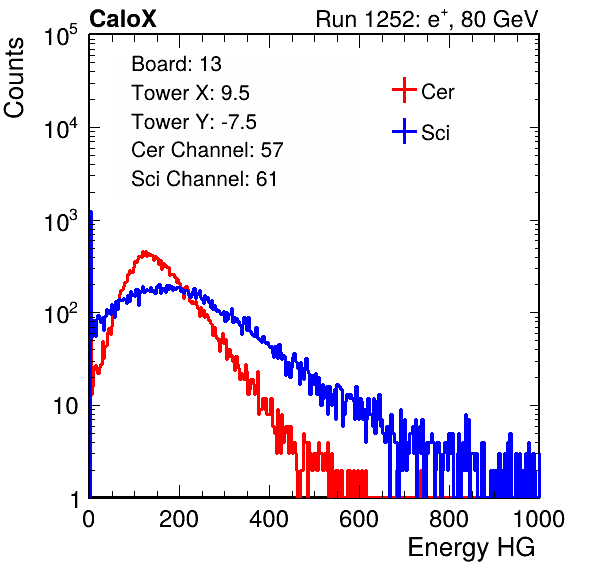 CaloX Run 1252: e⁺, 80 GeV
Counts
10⁵
10⁴
10³
10²
10
1
Board: 13
Tower X: 9.5
Tower Y: -7.5
Cer Channel: 57
Sci Channel: 61
Cer
Sci
0 200 400 600 800 1000
Energy HG